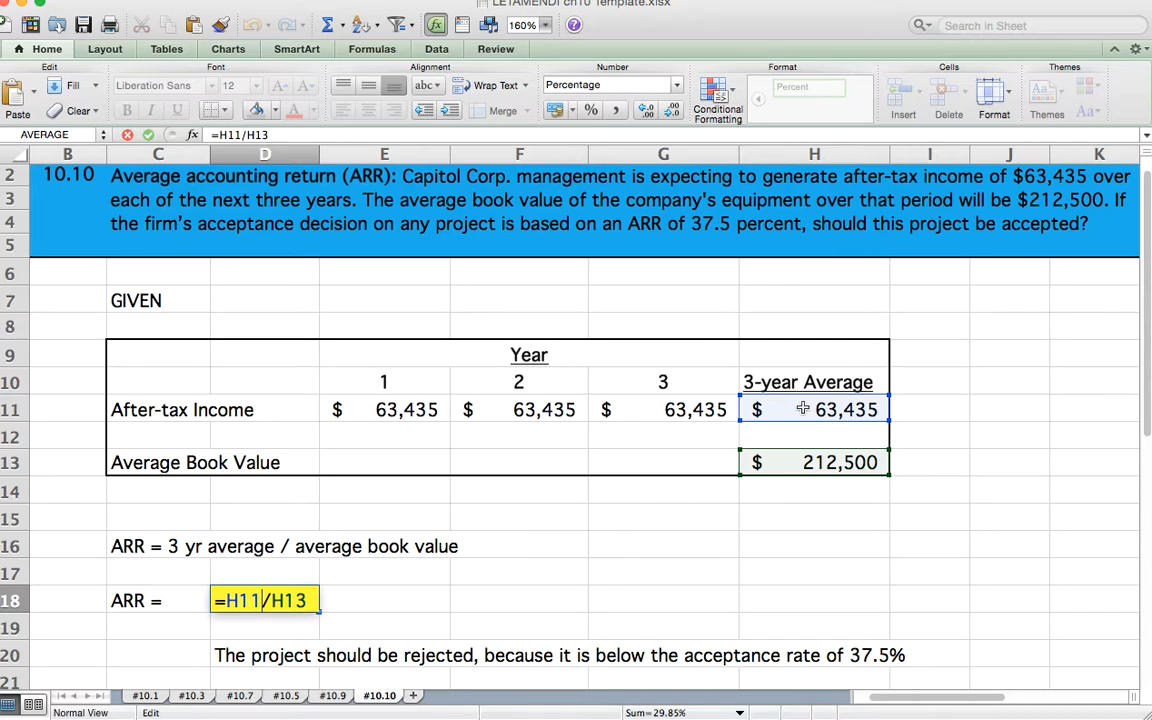 LETAMENDI ch10 Template.xlsx
160%
Search in Sheet
Home Layout Tables Charts SmartArt Formulas Data Review
Edit Font Alignment Number Format Cells Themes
Fill Liberation Sans 12 abc Wrap Text Percentage Percent
Paste Clear B I U Merge % Conditional Formatting Insert Delete Format Themes Aa
AVERAGE fx =H11/H13
B C D E F G H I J K
2 10.10 Average accounting return (ARR): Capitol Corp. management is expecting to generate after-tax income of $63,435 over
3 each of the next three years. The average book value of the company's equipment over that period will be $212,500. If
4 the firm's acceptance decision on any project is based on an ARR of 37.5 percent, should this project be accepted?
5
6
7 GIVEN
8
9 Year
10 1 2 3 3-year Average
11 After-tax Income $ 63,435 $ 63,435 $ 63,435 $ 63,435
12
13 Average Book Value $ 212,500
14
15
16 ARR = 3 yr average / average book value
17
18 ARR = =H11/H13
19
20 The project should be rejected, because it is below the acceptance rate of 37.5%
21
#10.1 #10.3 #10.7 #10.5 #10.9 #10.10
Normal View Edit Sum=29.85%